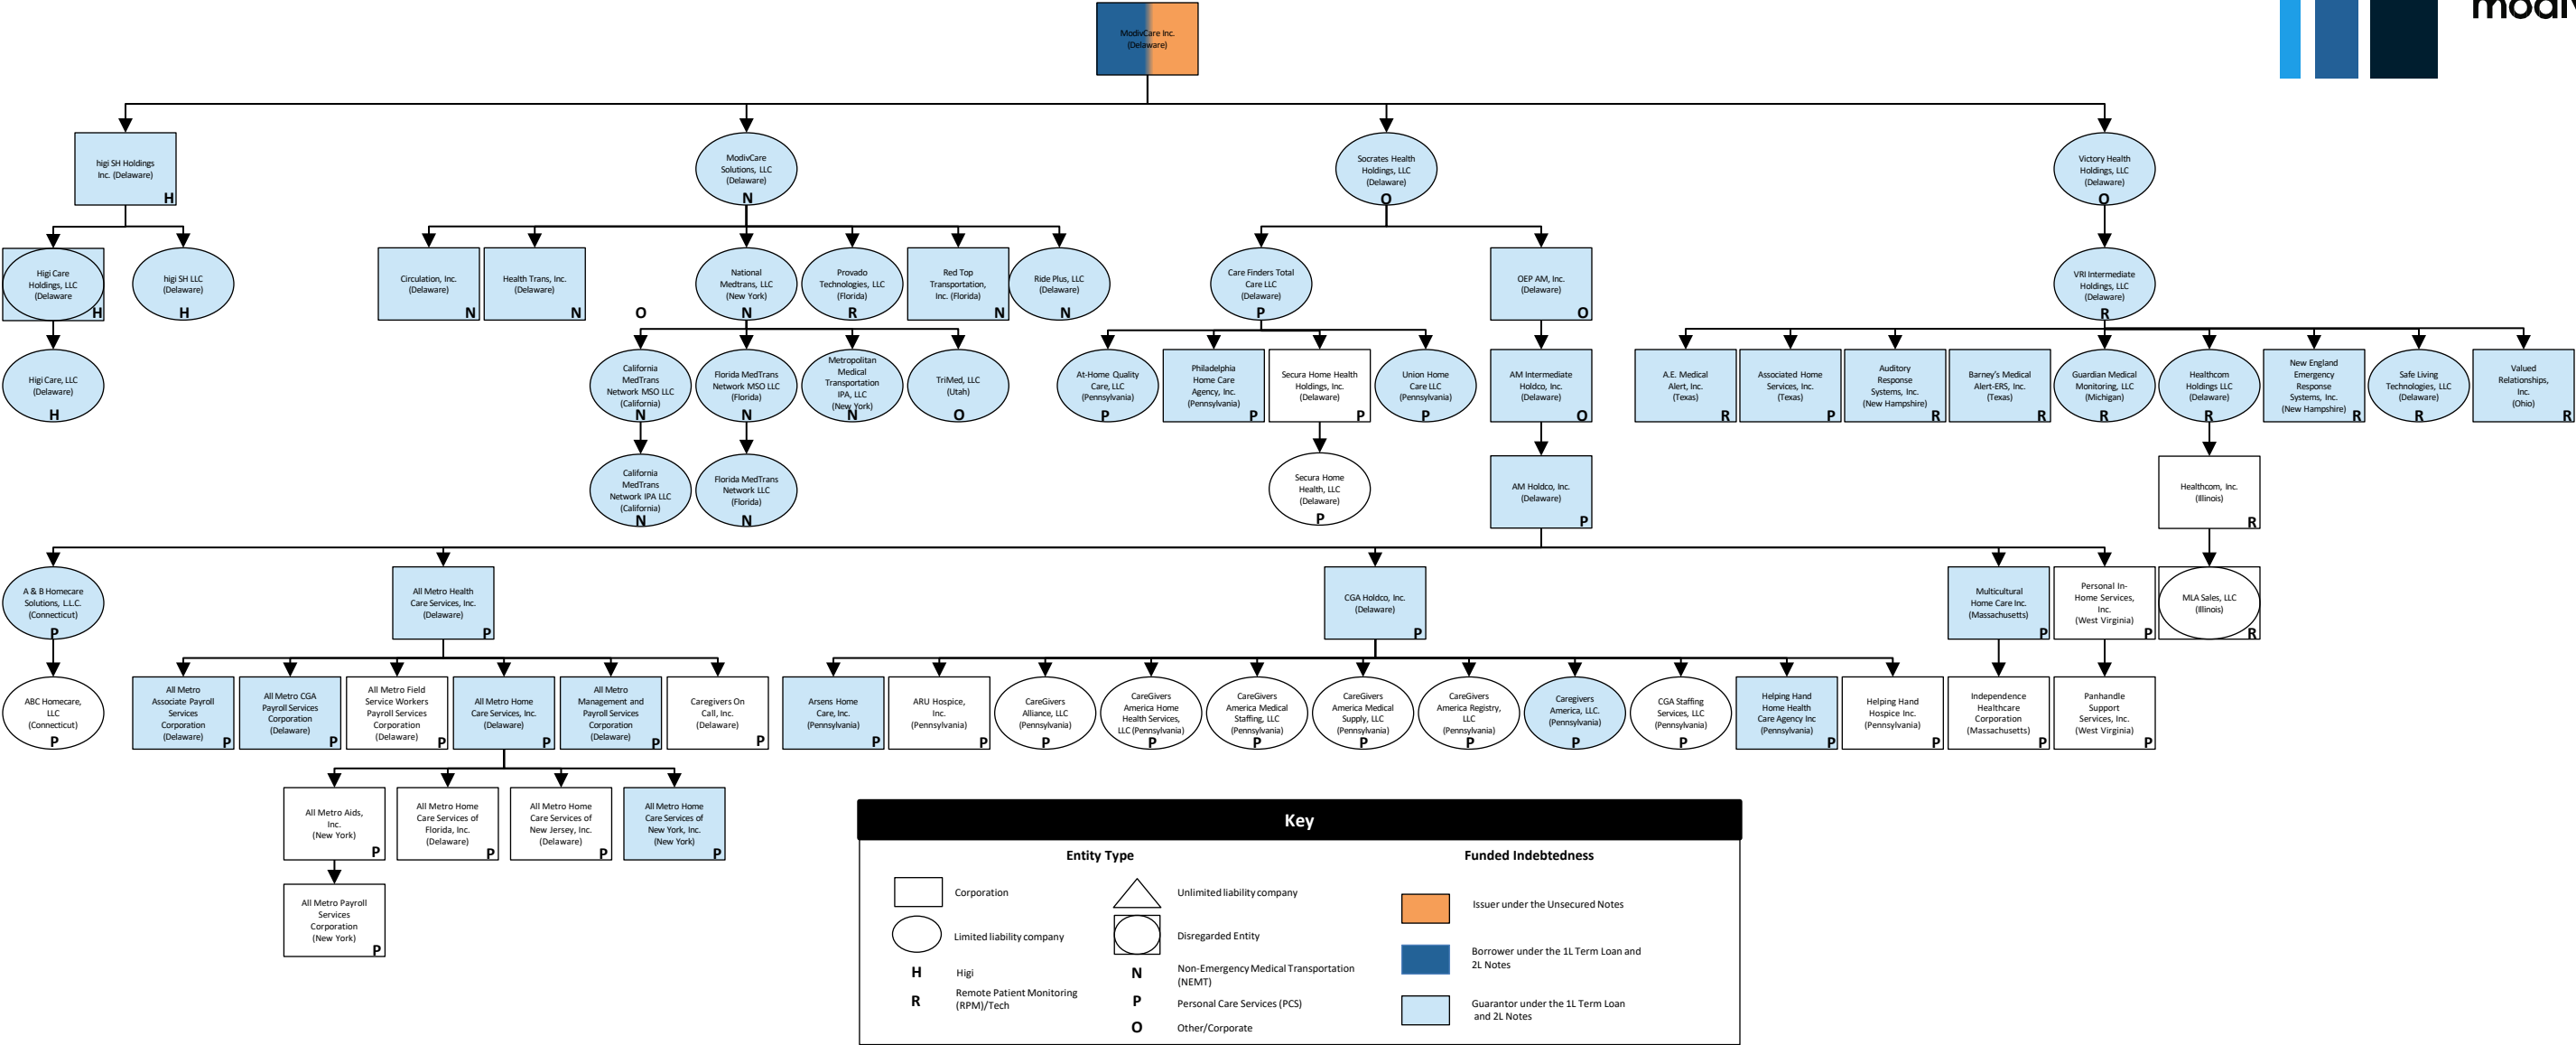 modiv
ModivCare Inc.
(Delaware)
higi SH Holdings
Inc. (Delaware)
H
ModivCare
Solutions, LLC
(Delaware)
N
Socrates Health
Holdings, LLC
(Delaware)
O
Victory Health
Holdings, LLC
(Delaware)
O
Higi Care
Holdings, LLC
(Delaware
H
higi SH LLC
(Delaware)
H
Circulation, Inc.
(Delaware)
N
Health Trans, Inc.
(Delaware)
N
National
Medtrans, LLC
(New York)
N
Provado
Technologies, LLC
(Florida)
R
Red Top
Transportation,
Inc. (Florida)
N
Ride Plus, LLC
(Delaware)
N
Care Finders Total
Care LLC
(Delaware)
P
OEP AM, Inc.
(Delaware)
O
VRI Intermediate
Holdings, LLC
(Delaware)
R
O
Higi Care, LLC
(Delaware)
H
California
MedTrans
Network MSO LLC
(California)
N
Florida MedTrans
Network MSO LLC
(Florida)
N
Metropolitan
Medical
Transportation
IPA, LLC
(New York)
N
TriMed, LLC
(Utah)
O
At-Home Quality
Care, LLC
(Pennsylvania)
P
Philadelphia
Home Care
Agency, Inc.
(Pennsylvania)
P
Secura Home Health
Holdings, Inc.
(Delaware)
P
Union Home
Care LLC
(Pennsylvania)
P
AM Intermediate
Holdco, Inc.
(Delaware)
O
A.E. Medical
Alert, Inc.
(Texas)
R
Associated Home
Services, Inc.
(Texas)
P
Auditory
Response
Systems, Inc.
(New Hampshire)
R
Barney's Medical
Alert-ERS, Inc.
(Texas)
R
Guardian Medical
Monitoring, LLC
(Michigan)
R
Healthcom
Holdings LLC
(Delaware)
R
New England
Emergency
Response
Systems, Inc.
(New Hampshire)
R
Safe Living
Technologies, LLC
(Delaware)
R
Valued
Relationships,
Inc.
(Ohio)
R
California
MedTrans
Network IPA LLC
(California)
N
Florida MedTrans
Network LLC
(Florida)
N
Secura Home
Health, LLC
(Delaware)
P
AM Holdco, Inc.
(Delaware)
P
Healthcom, Inc.
(Illinois)
R
A & B Homecare
Solutions, L.L.C.
(Connecticut)
P
All Metro Health
Care Services, Inc.
(Delaware)
P
CGA Holdco, Inc.
(Delaware)
P
Multicultural
Home Care Inc.
(Massachusetts)
P
Personal In-
Home Services,
Inc.
(West Virginia)
P
MLA Sales, LLC
(Illinois)
R
ABC Homecare,
LLC
(Connecticut)
P
All Metro
Associate Payroll
Services
Corporation
(Delaware)
P
All Metro CGA
Payroll Services
Corporation
(Delaware)
P
All Metro Field
Service Workers
Payroll Services
Corporation
(Delaware)
P
All Metro Home
Care Services, Inc.
(Delaware)
P
All Metro
Management and
Payroll Services
Corporation
(Delaware)
P
Caregivers On
Call, Inc.
(Delaware)
P
Arsens Home
Care, Inc.
(Pennsylvania)
P
ARU Hospice,
Inc.
(Pennsylvania)
P
CareGivers
Alliance, LLC
(Pennsylvania)
P
CareGivers
America Home
Health Services,
LLC (Pennsylvania)
P
CareGivers
America Medical
Staffing, LLC
(Pennsylvania)
P
CareGivers
America Medical
Supply, LLC
(Pennsylvania)
P
CareGivers
America Registry,
LLC
(Pennsylvania)
P
Caregivers
America, LLC.
(Pennsylvania)
P
CGA Staffing
Services, LLC
(Pennsylvania)
P
Helping Hand
Home Health
Care Agency Inc
(Pennsylvania)
P
Helping Hand
Hospice Inc.
(Pennsylvania)
P
Independence
Healthcare
Corporation
(Massachusetts)
P
Panhandle
Support
Services, Inc.
(West Virginia)
P
All Metro Aids,
Inc.
(New York)
P
All Metro Home
Care Services of
Florida, Inc.
(Delaware)
P
All Metro Home
Care Services of
New Jersey, Inc.
(Delaware)
P
All Metro Home
Care Services of
New York, Inc.
(New York)
P
All Metro Payroll
Services
Corporation
(New York)
P
Key
Entity Type
Corporation
Limited liability company
H Higi
R Remote Patient Monitoring
(RPM)/Tech
Unlimited liability company
Disregarded Entity
N Non-Emergency Medical Transportation
(NEMT)
P Personal Care Services (PCS)
O Other/Corporate
Funded Indebtedness
Issuer under the Unsecured Notes
Borrower under the 1L Term Loan and
2L Notes
Guarantor under the 1L Term Loan
and 2L Notes